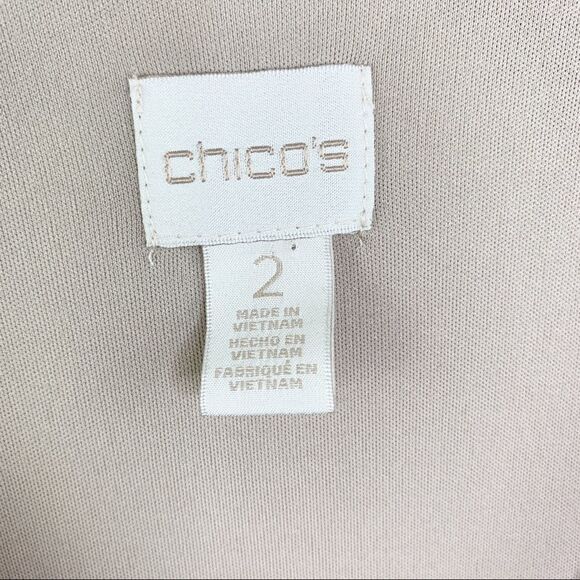 chico's
2
MADE IN
VIETNAM
HECHO EN
VIETNAM
FABRIQUÉ EN
VIETNAM